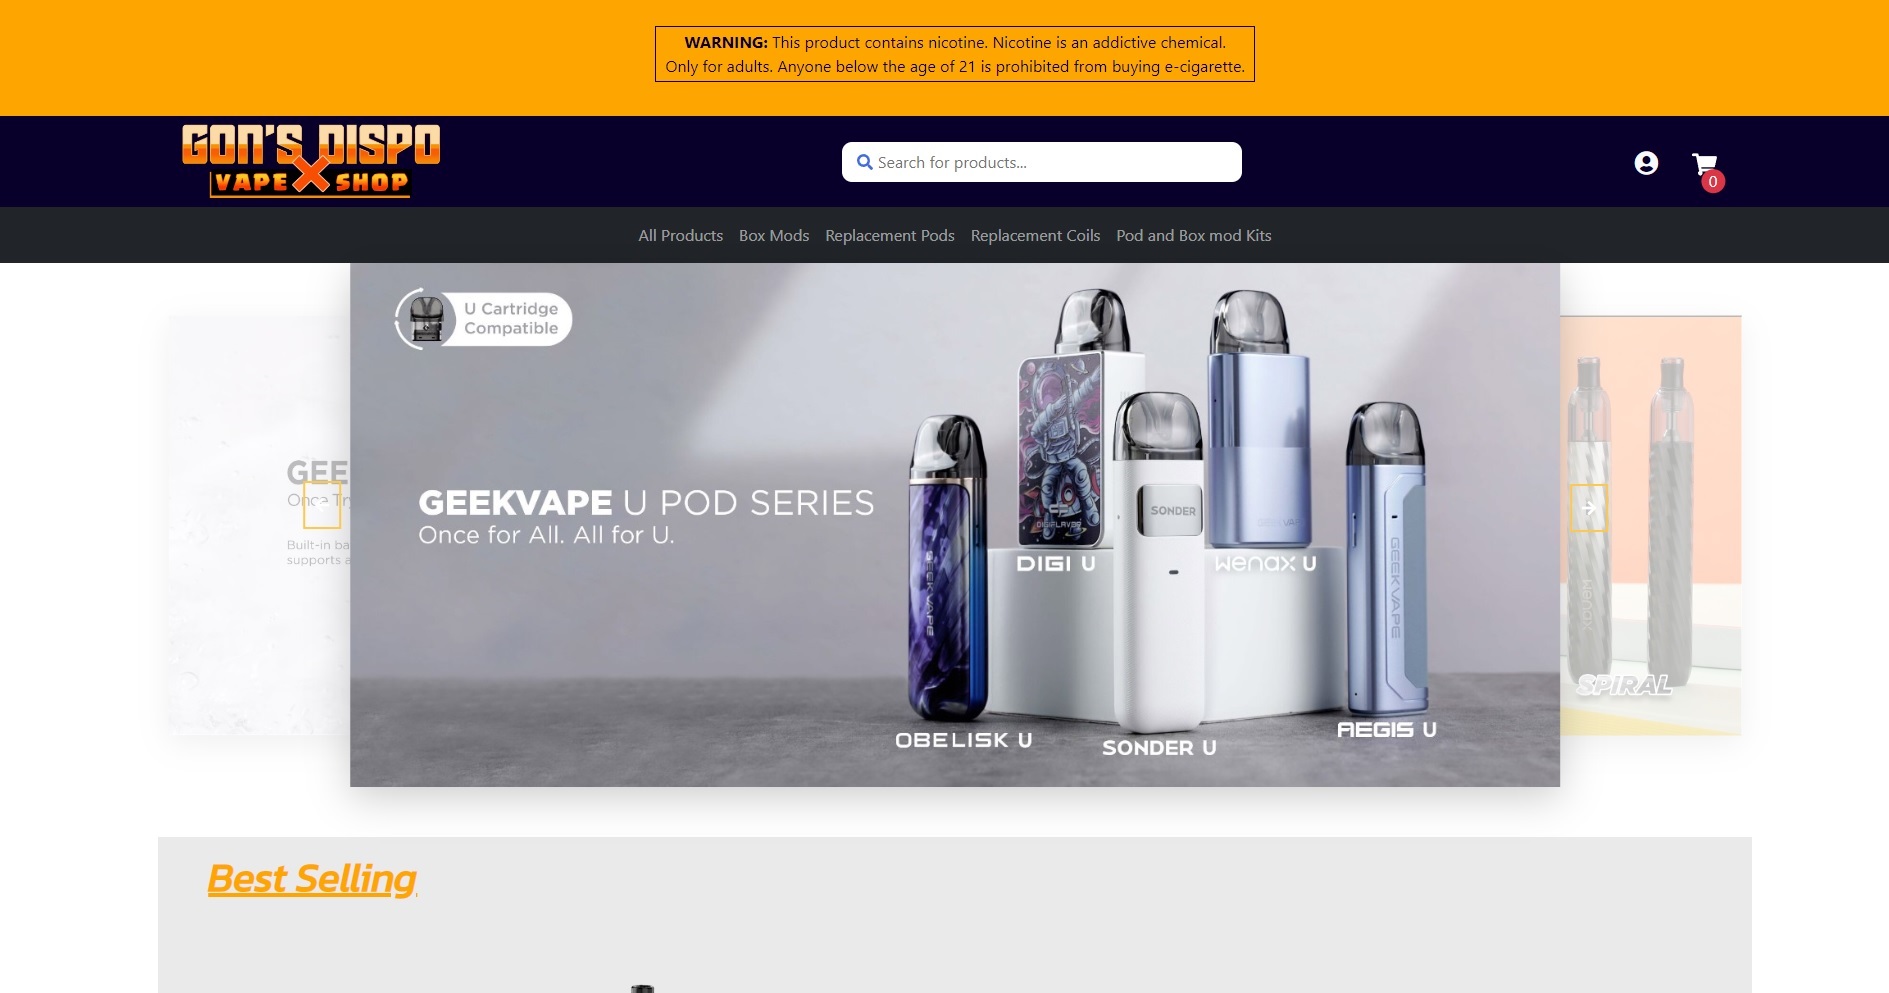 WARNING: This product contains nicotine. Nicotine is an addictive chemical.
Only for adults. Anyone below the age of 21 is prohibited from buying e-cigarette.
GON'S DISPO
VAPE X SHOP
Search for products...
0
All Products Box Mods Replacement Pods Replacement Coils Pod and Box mod Kits
U Cartridge
Compatible
GEEKVAPE U POD SERIES
Once for All. All for U.
GEE
Once Try
Built-in ba
supports a
DIGIFLAVOR
SONDER
GEEKVAPE
GEEKVAPE
DIGI U
wenax U
OBELISK U
SONDER U
AEGIS U
SPIRAL
Best Selling